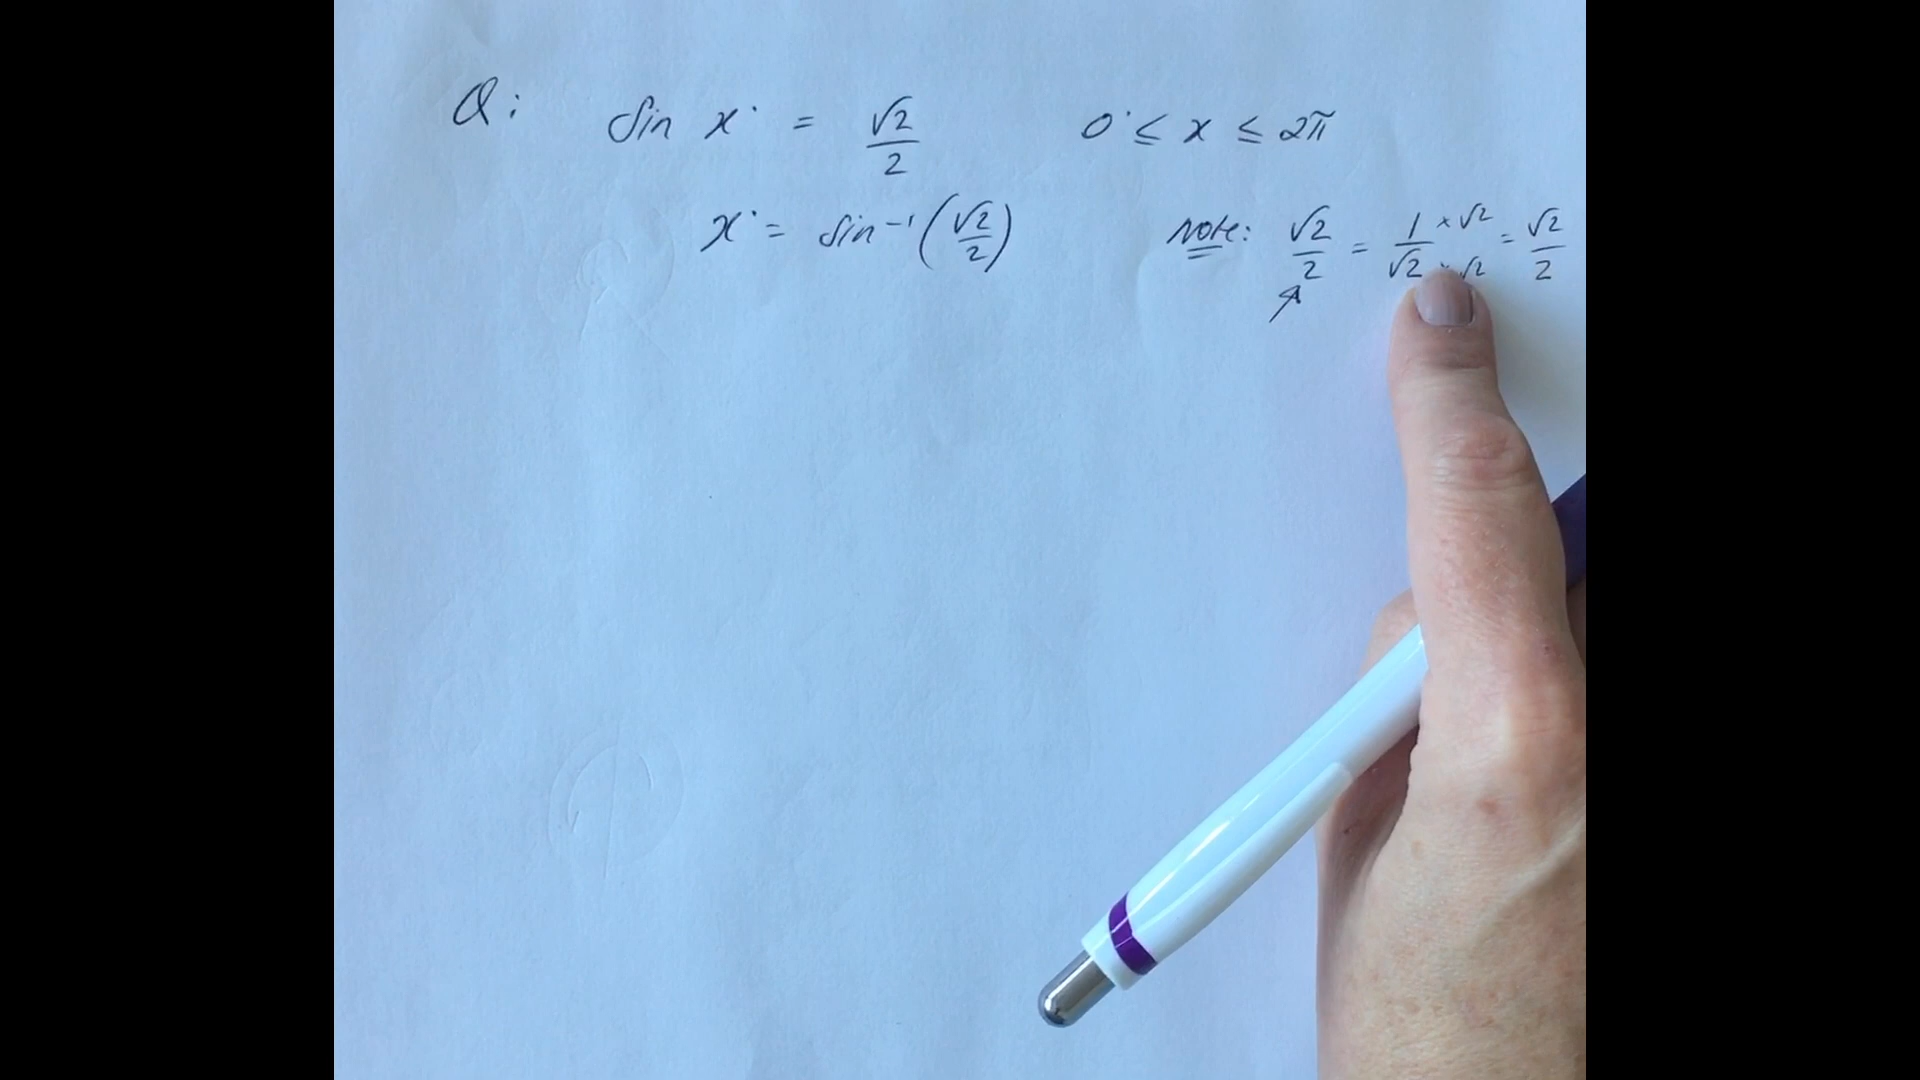 Q: sin x° = √2/2 0° ≤ x ≤ 2π
x° = sin⁻¹(√2/2) Note: √2/2 = 1/√2 ×√2/×√2 = √2/2